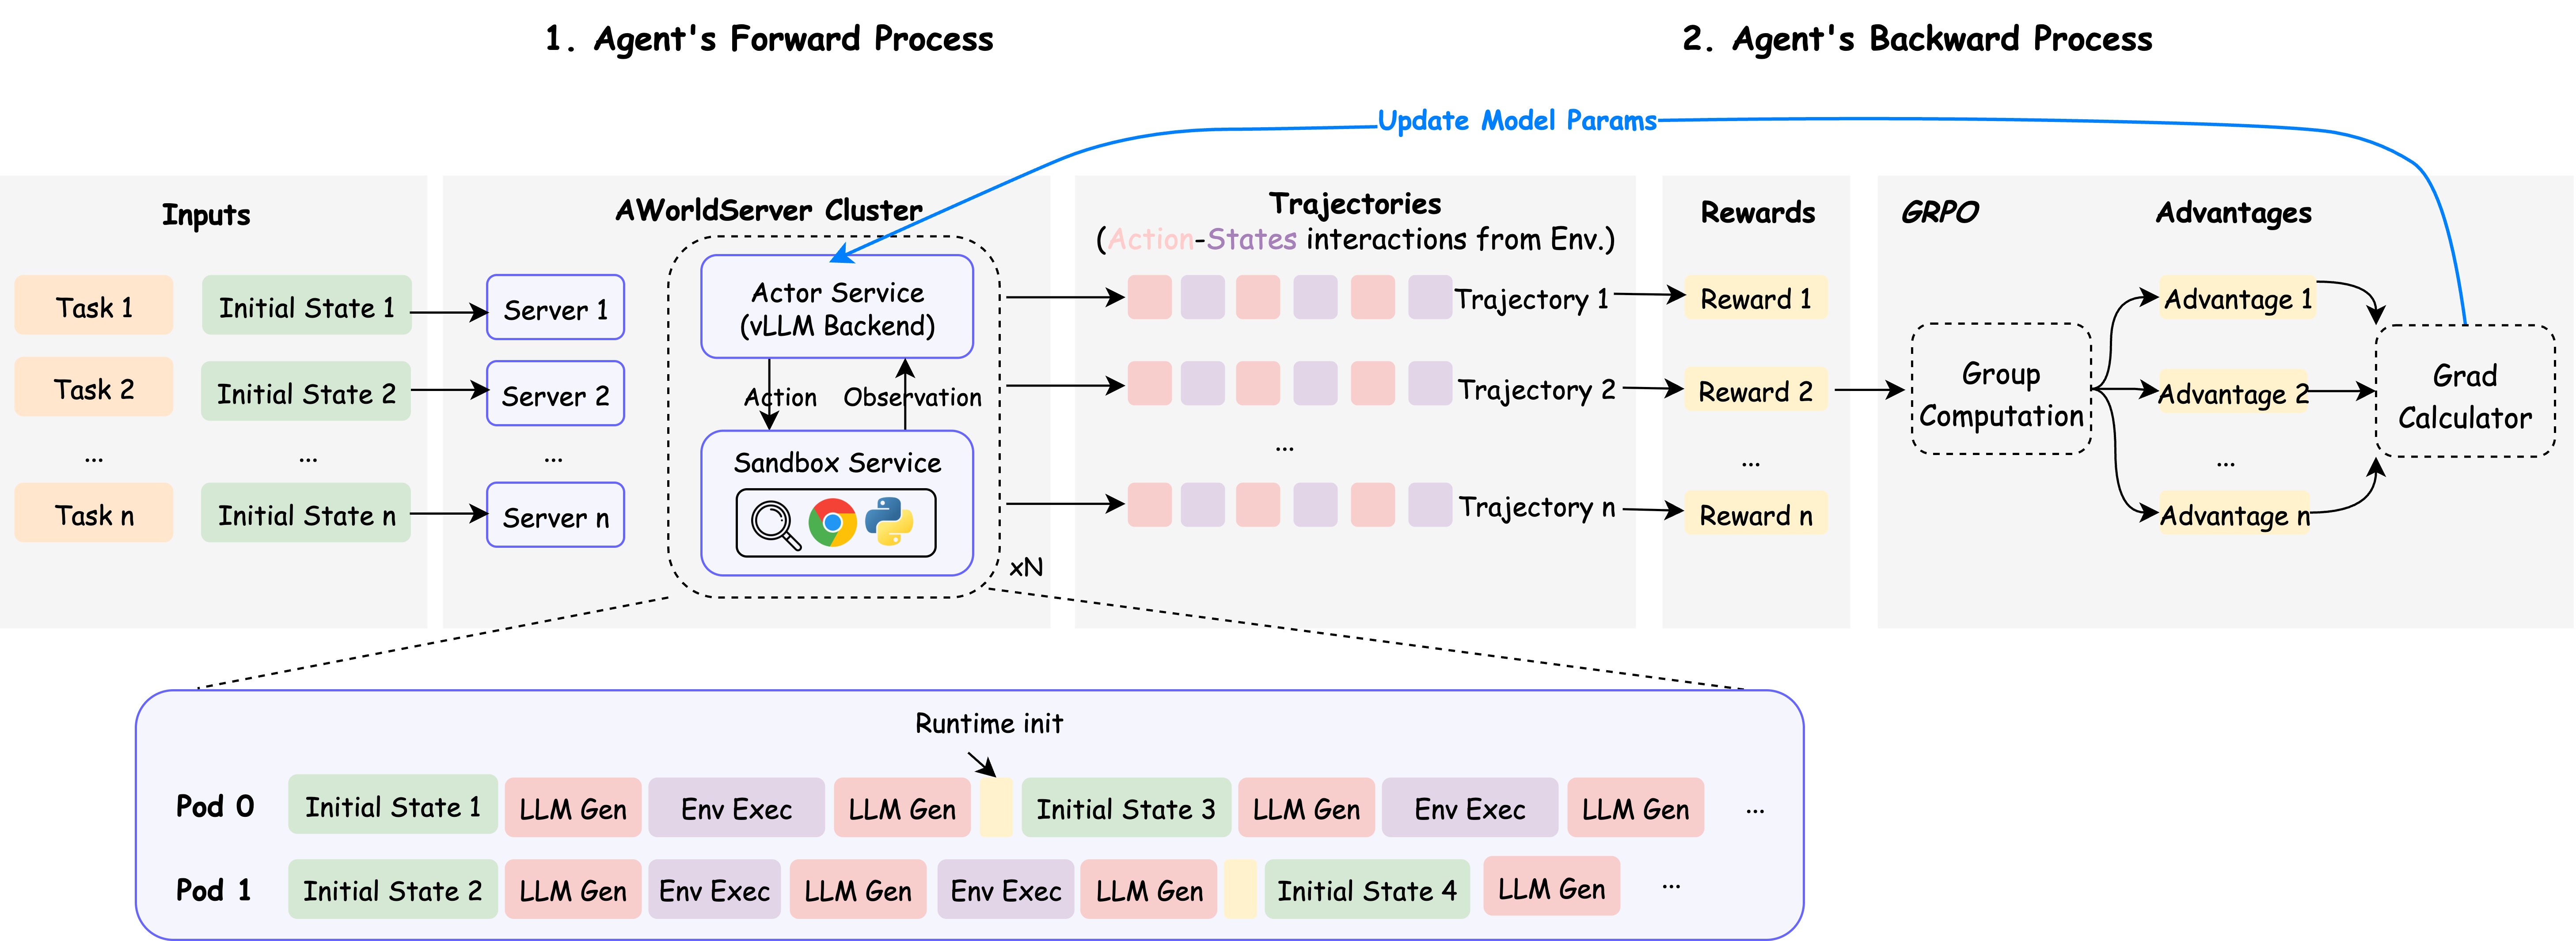 1. Agent's Forward Process
2. Agent's Backward Process
Update Model Params
Inputs
Task 1
Initial State 1
Task 2
Initial State 2
...
...
Task n
Initial State n
AWorldServer Cluster
Server 1
Server 2
...
Server n
Actor Service
(vLLM Backend)
Action
Observation
Sandbox Service
xN
Trajectories
(Action-States interactions from Env.)
Trajectory 1
Trajectory 2
...
Trajectory n
Rewards
Reward 1
Reward 2
...
Reward n
GRPO
Advantages
Group
Computation
Advantage 1
Advantage 2
...
Advantage n
Grad
Calculator
Runtime init
Pod 0
Initial State 1
LLM Gen
Env Exec
LLM Gen
Initial State 3
LLM Gen
Env Exec
LLM Gen
...
Pod 1
Initial State 2
LLM Gen
Env Exec
LLM Gen
Env Exec
LLM Gen
Initial State 4
LLM Gen
...